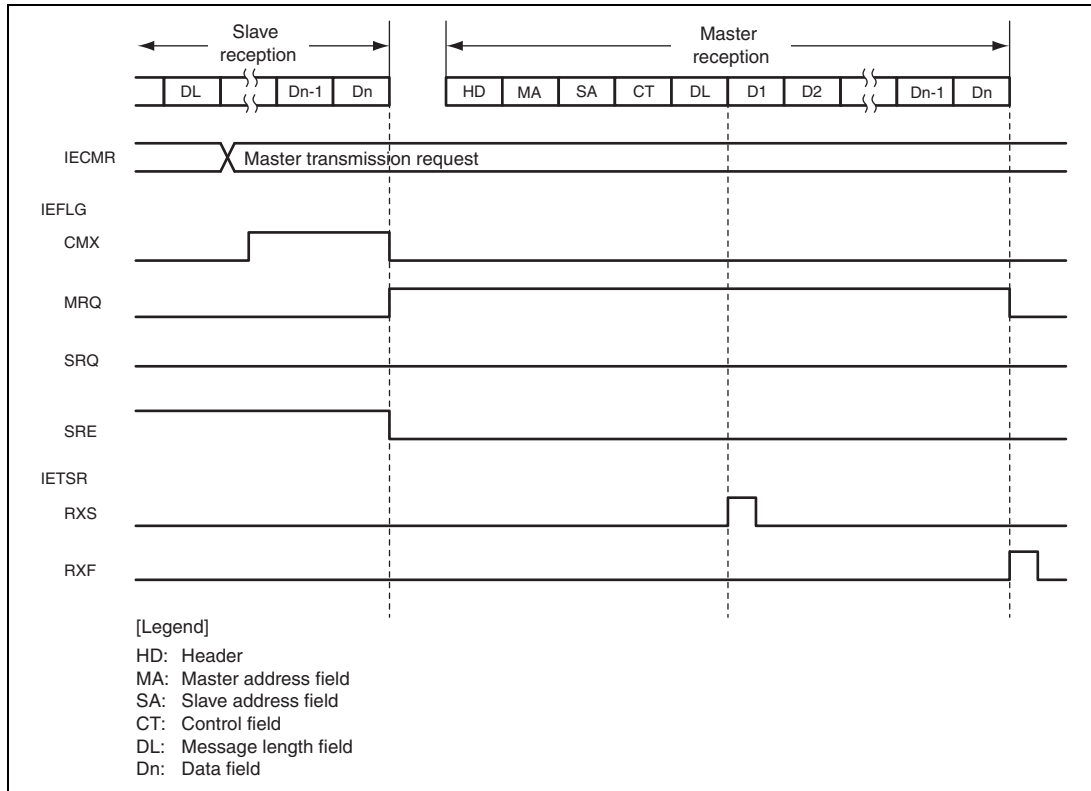 Slave
reception
Master
reception
DL Dn-1 Dn HD MA SA CT DL D1 D2 Dn-1 Dn
IECMR Master transmission request
IEFLG
CMX
MRQ
SRQ
SRE
IETSR
RXS
RXF
[Legend]
HD: Header
MA: Master address field
SA: Slave address field
CT: Control field
DL: Message length field
Dn: Data field